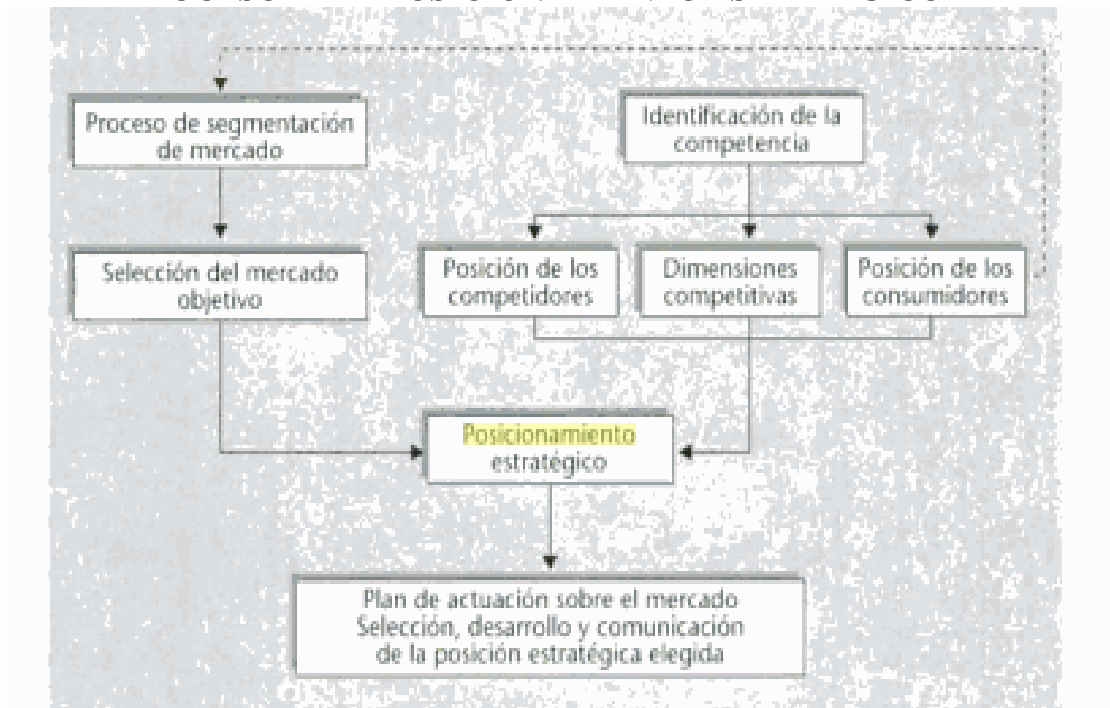 Proceso de segmentación
de mercado
Identificación de la
competencia
Selección del mercado
objetivo
Posición de los
competidores
Dimensiones
competitivas
Posición de los
consumidores
Posicionamiento
estratégico
Plan de actuación sobre el mercado
Selección, desarrollo y comunicación
de la posición estratégica elegida